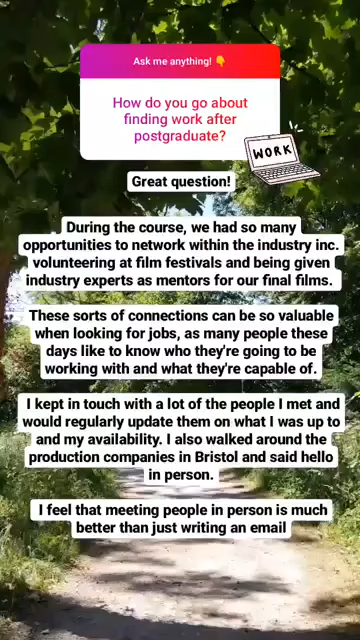 Ask me anything! 👇
How do you go about
finding work after
postgraduate?
WORK
Great question!
During the course, we had so many
opportunities to network within the industry inc.
volunteering at film festivals and being given
industry experts as mentors for our final films.
These sorts of connections can be so valuable
when looking for jobs, as many people these
days like to know who they're going to be
working with and what they're capable of.
I kept in touch with a lot of the people I met and
would regularly update them on what I was up to
and my availability. I also walked around the
production companies in Bristol and said hello
in person.
I feel that meeting people in person is much
better than just writing an email